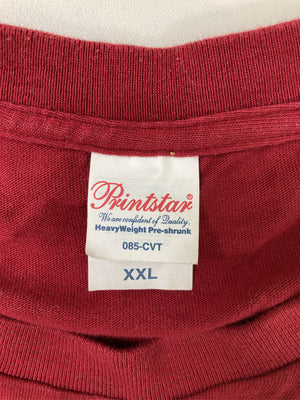 Printstar
We are confident of Quality.
HeavyWeight Pre-shrunk
085-CVT
XXL